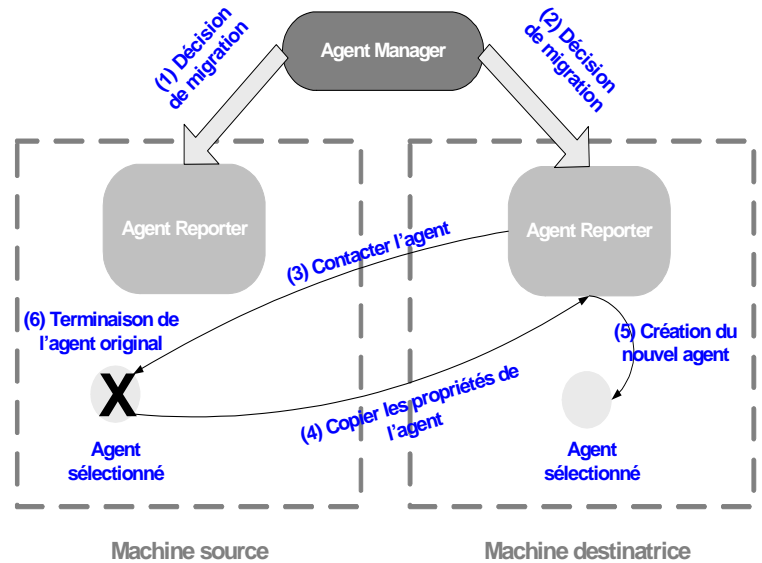 (1) Décision
de migration
Agent Manager
(2) Décision
de migration
Agent Reporter
Agent Reporter
(3) Contacter l'agent
(6) Terminaison de
l'agent original
(5) Création du
nouvel agent
X
(4) Copier les propriétés de
l'agent
Agent
sélectionné
Agent
sélectionné
Machine source
Machine destinatrice